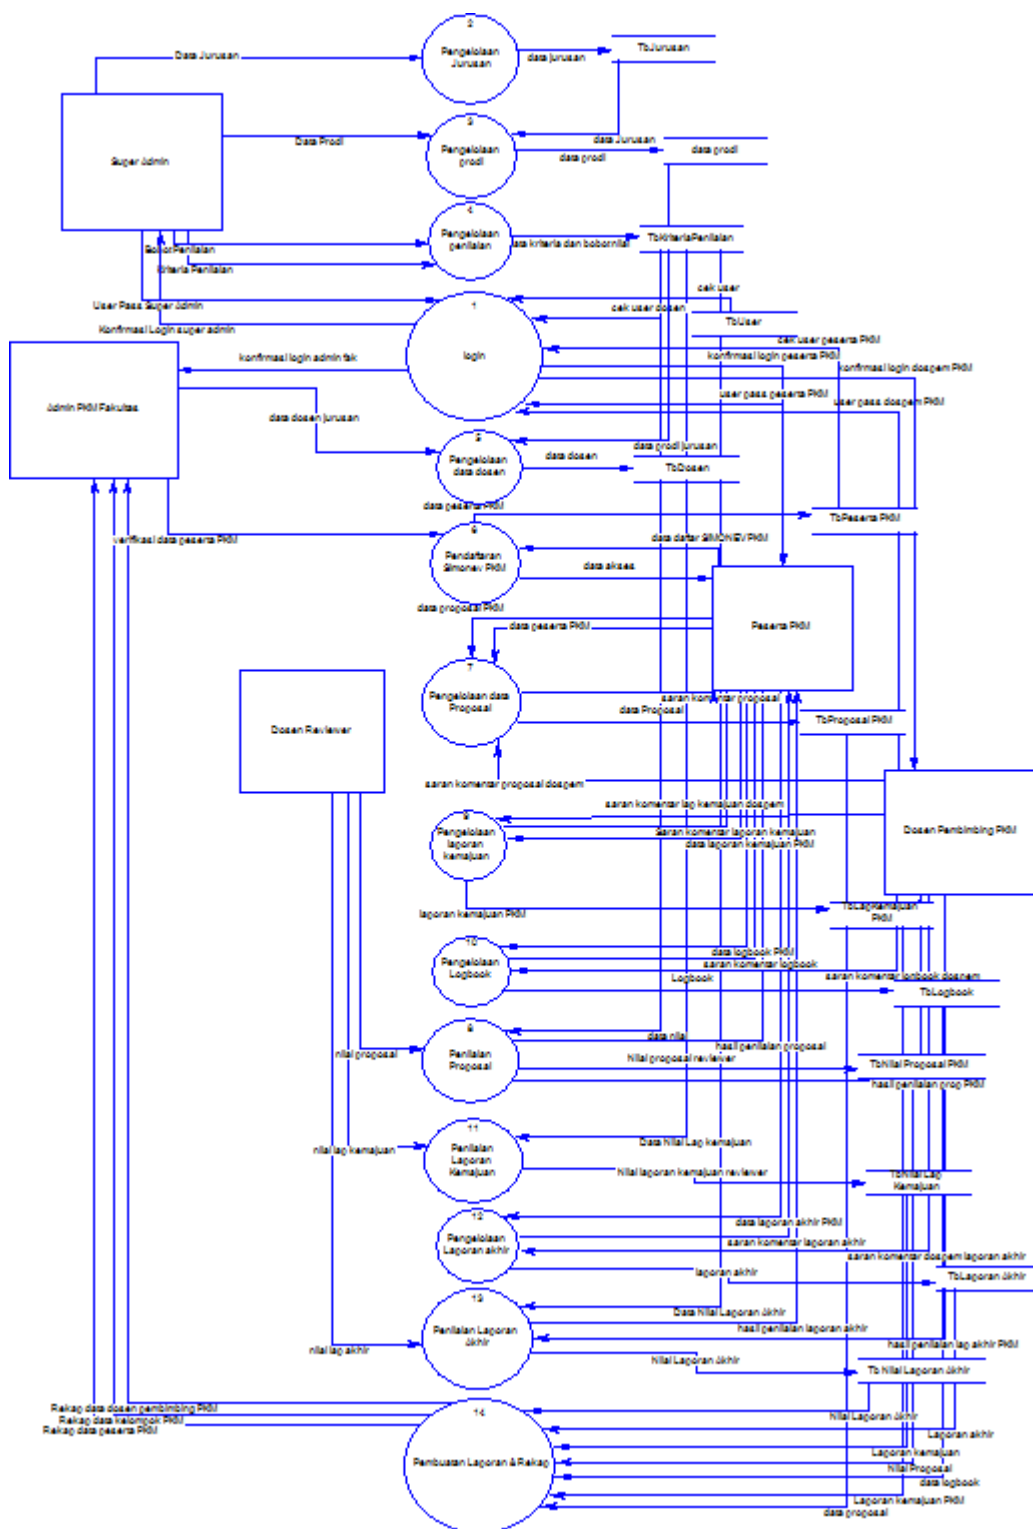 2
Pengelolaan
Jurusan
Data Jurusan
data jurusan
TbJurusan
3
Pengelolaan
prodi
Data Prodi
data Jurusan
data prodi
data prodi
Super Admin
4
Pengelolaan
penilaian
BobotPenilaian
Kriteria Penilaian
data kriteria dan bobotnilai
TbKriteriaPenilaian
User Pass Super Admin
Konfirmasi Login super admin
1
login
cek user
cek user dosen
TbUser
cek user peserta PKM
konfirmasi login peserta PKM
konfirmasi login dospem PKM
user pass peserta PKM
user pass dospem PKM
konfirmasi login admin fak
Admin PKM Fakultas
data dosen jurusan
5
Pengelolaan
data dosen
data prodi jurusan
data dosen
TbDosen
data peserta PKM
TbPeserta PKM
verifikasi data peserta PKM
6
Pendaftaran
Simonev PKM
data daftar SIMONEV PKM
data akses
Peserta PKM
data proposal PKM
data peserta PKM
7
Pengelolaan data
Proposal
saran komentar proposal
data Proposal
TbProposal PKM
Dosen Reviewer
saran komentar proposal dospem
saran komentar lap kemajuan dospem
Dosen Pembimbing PKM
Pengelolaan
laporan
kemajuan
Saran komentar laporan kemajuan
data laporan kemajuan PKM
laporan kemajuan PKM
TbLapKemajuan
PKM
10
Pengelolaan
Logbook
data logbook PKM
saran komentar logbook
saran komentar logbook dospem
Logbook
TbLogbook
Penilaian
Proposal
nilai proposal
data nilai
hasil penilaian proposal
Nilai proposal reviewer
TbNilai Proposal PKM
hasil penilaian prop PKM
11
Penilaian
Laporan
Kemajuan
nilai lap kemajuan
Data Nilai Lap kemajuan
Nilai laporan kemajuan reviewer
TbNilai Lap
Kemajuan
12
Pengelolaan
Laporan akhir
data laporan akhir PKM
saran komentar laporan akhir
saran komentar dospem laporan akhir
laporan akhir
TbLaporan Akhir
13
Penilaian Laporan
Akhir
nilai lap akhir
Data Nilai Laporan Akhir
hasil penilaian laporan akhir
hasil penilaian lap akhir PKM
Nilai Laporan Akhir
Tb Nilai Laporan Akhir
Rekap data dosen pembimbing PKM
Rekap data kelompok PKM
Rekap data peserta PKM
14
Pembuatan Laporan & Rekap
Nilai Laporan Akhir
Laporan akhir
Laporan kemajuan
Nilai Proposal
data logbook
Laporan kemajuan PKM
data proposal